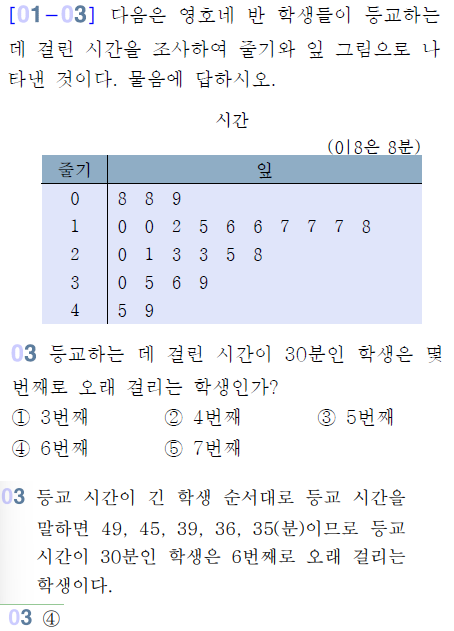 [01-03] 다음은 영호네 반 학생들이 등교하는
데 걸린 시간을 조사하여 줄기와 잎 그림으로 나
타낸 것이다. 물음에 답하시오.
시간
(0|8은 8분)
줄기 잎
0 8 8 9
1 0 0 2 5 6 6 7 7 7 8
2 0 1 3 3 5 8
3 0 5 6 9
4 5 9
03 등교하는 데 걸린 시간이 30분인 학생은 몇
번째로 오래 걸리는 학생인가?
① 3번째 ② 4번째 ③ 5번째
④ 6번째 ⑤ 7번째
03 등교 시간이 긴 학생 순서대로 등교 시간을
말하면 49, 45, 39, 36, 35(분)이므로 등교
시간이 30분인 학생은 6번째로 오래 걸리는
학생이다.
03 ④